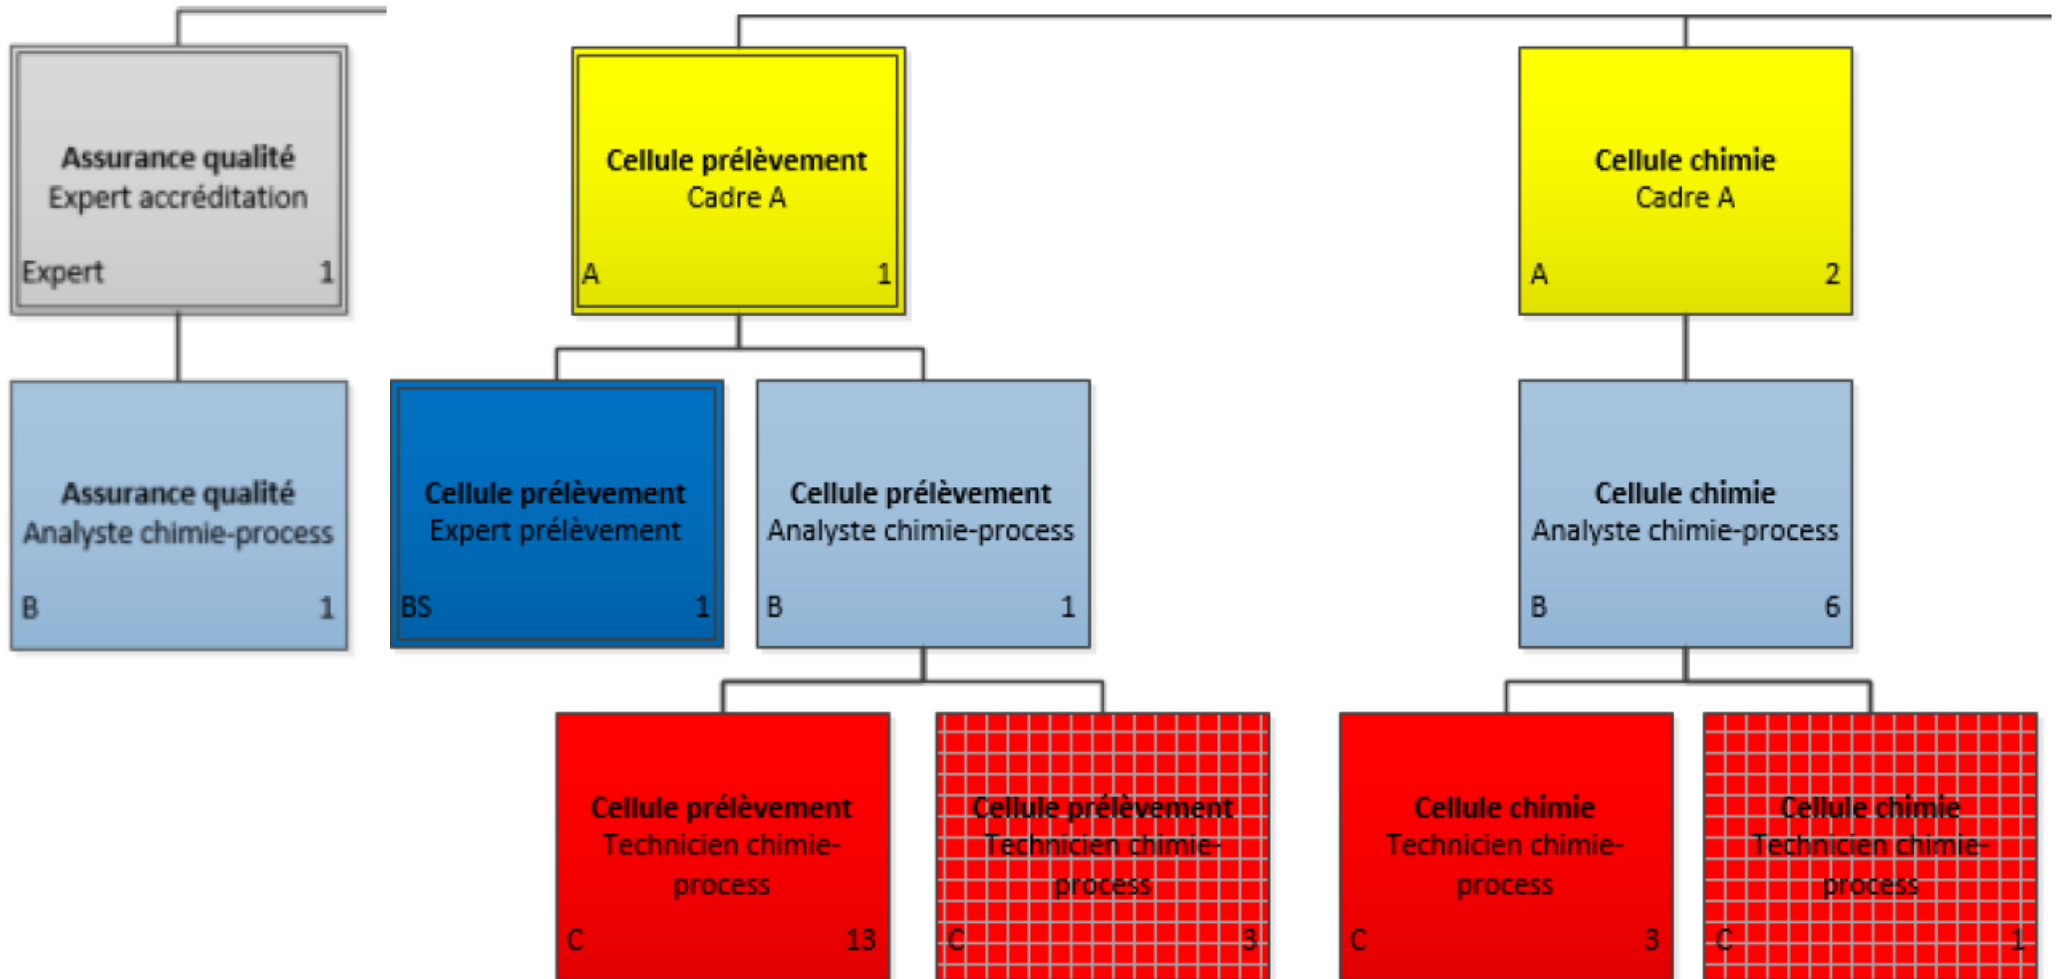 Assurance qualité
Expert accréditation
Expert 1
Cellule prélèvement
Cadre A
A 1
Cellule chimie
Cadre A
A 2
Assurance qualité
Analyste chimie-process
B 1
Cellule prélèvement
Expert prélèvement
BS 1
Cellule prélèvement
Analyste chimie-process
B 1
Cellule chimie
Analyste chimie-process
B 6
Cellule prélèvement
Technicien chimie-
process
C 13
Cellule prélèvement
Technicien chimie-
process
C 3
Cellule chimie
Technicien chimie-
process
C 3
Cellule chimie
Technicien chimie-
process
C 1